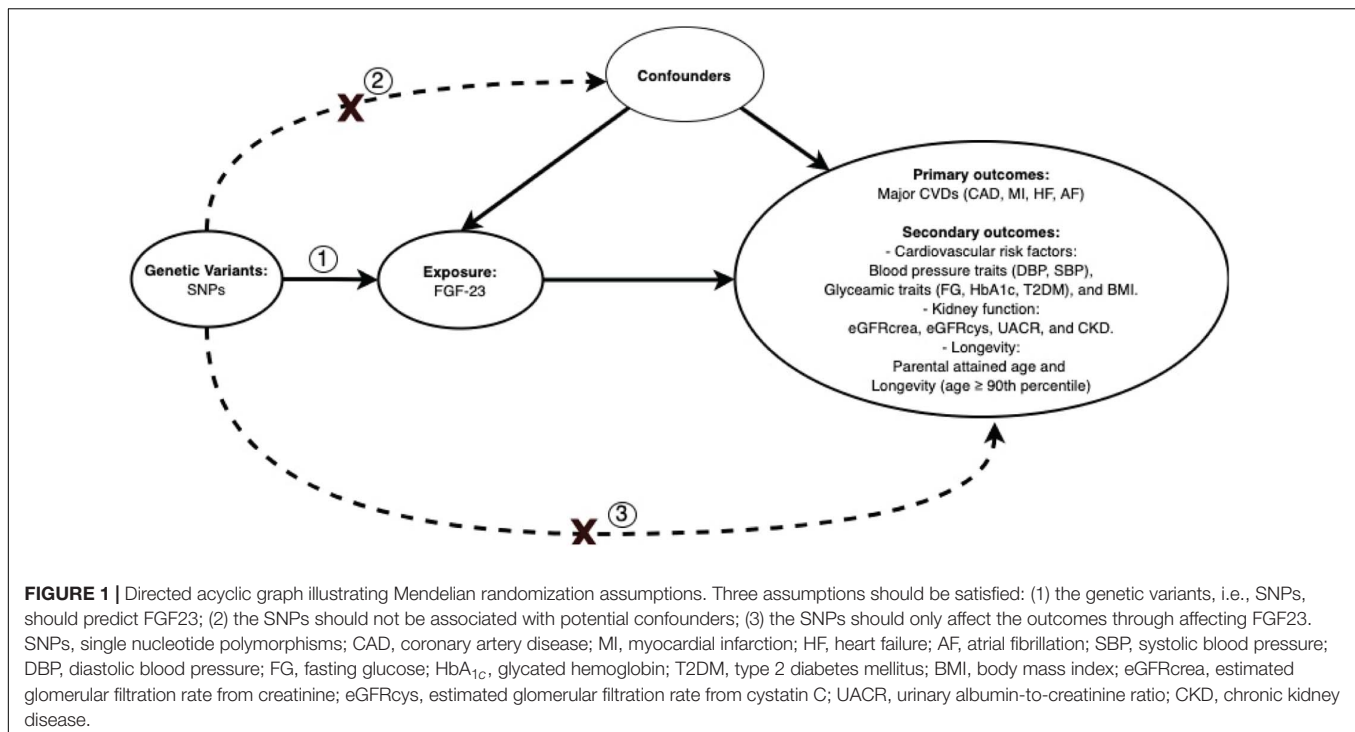 ②
X
Confounders
Primary outcomes:
Major CVDs (CAD, MI, HF, AF)
Secondary outcomes:
- Cardiovascular risk factors:
Blood pressure traits (DBP, SBP),
Glyceamic traits (FG, HbA1c, T2DM), and BMI.
- Kidney function:
eGFRcrea, eGFRcys, UACR, and CKD.
- Longevity:
Parental attained age and
Longevity (age ≥ 90th percentile)
Genetic Variants:
SNPs
①
Exposure:
FGF-23
③
X
FIGURE 1 | Directed acyclic graph illustrating Mendelian randomization assumptions. Three assumptions should be satisfied: (1) the genetic variants, i.e., SNPs,
should predict FGF23; (2) the SNPs should not be associated with potential confounders; (3) the SNPs should only affect the outcomes through affecting FGF23.
SNPs, single nucleotide polymorphisms; CAD, coronary artery disease; MI, myocardial infarction; HF, heart failure; AF, atrial fibrillation; SBP, systolic blood pressure;
DBP, diastolic blood pressure; FG, fasting glucose; HbA1c, glycated hemoglobin; T2DM, type 2 diabetes mellitus; BMI, body mass index; eGFRcrea, estimated
glomerular filtration rate from creatinine; eGFRcys, estimated glomerular filtration rate from cystatin C; UACR, urinary albumin-to-creatinine ratio; CKD, chronic kidney
disease.